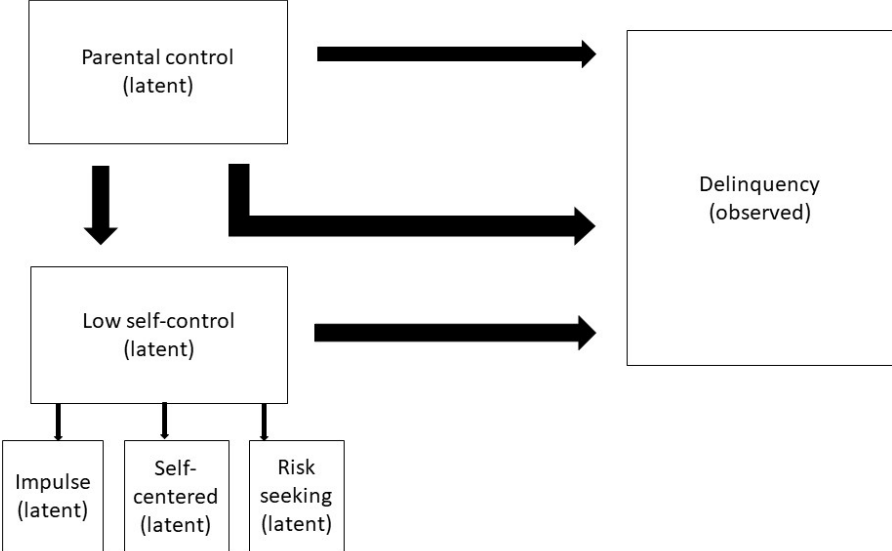 Parental control
(latent)
Delinquency
(observed)
Low self-control
(latent)
Impulse
(latent)
Self-
centered
(latent)
Risk
seeking
(latent)